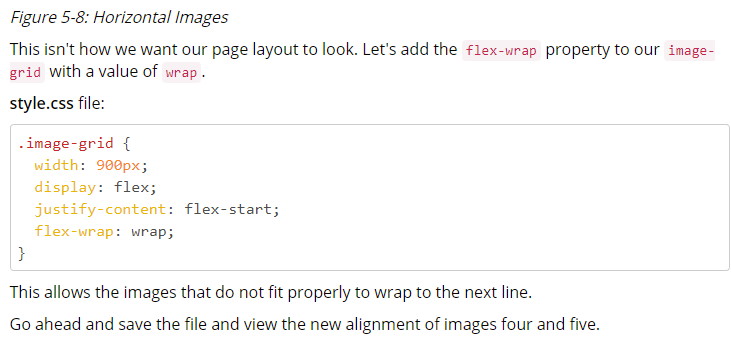 Figure 5-8: Horizontal Images
This isn't how we want our page layout to look. Let's add the flex-wrap property to our image-
grid with a value of wrap.
style.css file:
.image-grid {
  width: 900px;
  display: flex;
  justify-content: flex-start;
  flex-wrap: wrap;
}
This allows the images that do not fit properly to wrap to the next line.
Go ahead and save the file and view the new alignment of images four and five.